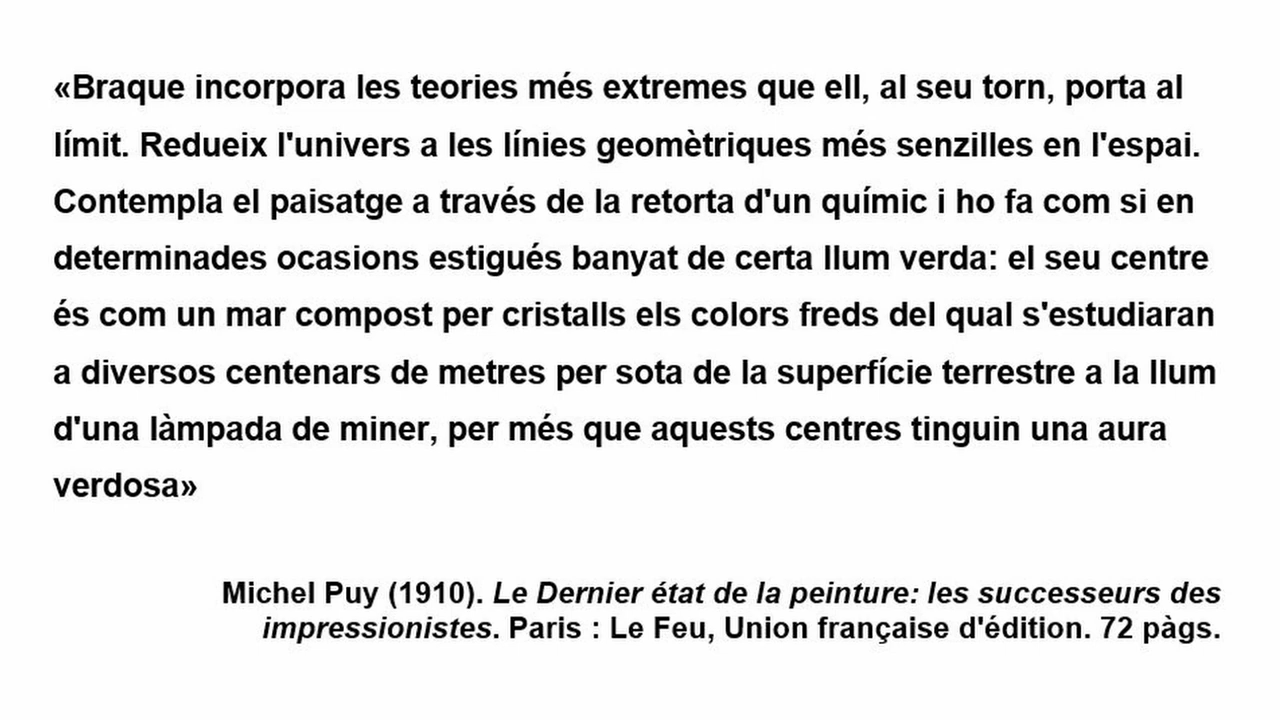 «Braque incorpora les teories més extremes que ell, al seu torn, porta al
límit. Redueix l'univers a les línies geomètriques més senzilles en l'espai.
Contempla el paisatge a través de la retorta d'un químic i ho fa com si en
determinades ocasions estigués banyat de certa llum verda: el seu centre
és com un mar compost per cristalls els colors freds del qual s'estudiaran
a diversos centenars de metres per sota de la superfície terrestre a la llum
d'una làmpada de miner, per més que aquests centres tinguin una aura
verdosa»
Michel Puy (1910). Le Dernier état de la peinture: les successeurs des
impressionistes. Paris : Le Feu, Union française d'édition. 72 pàgs.